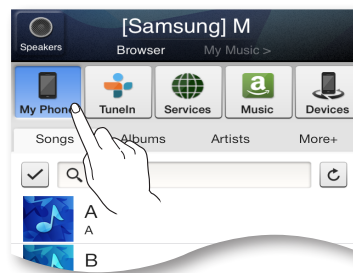 [Samsung] M
Speakers
Browser My Music >
My Phone TuneIn Services Music Devices
Songs Albums Artists More+
A
A
B